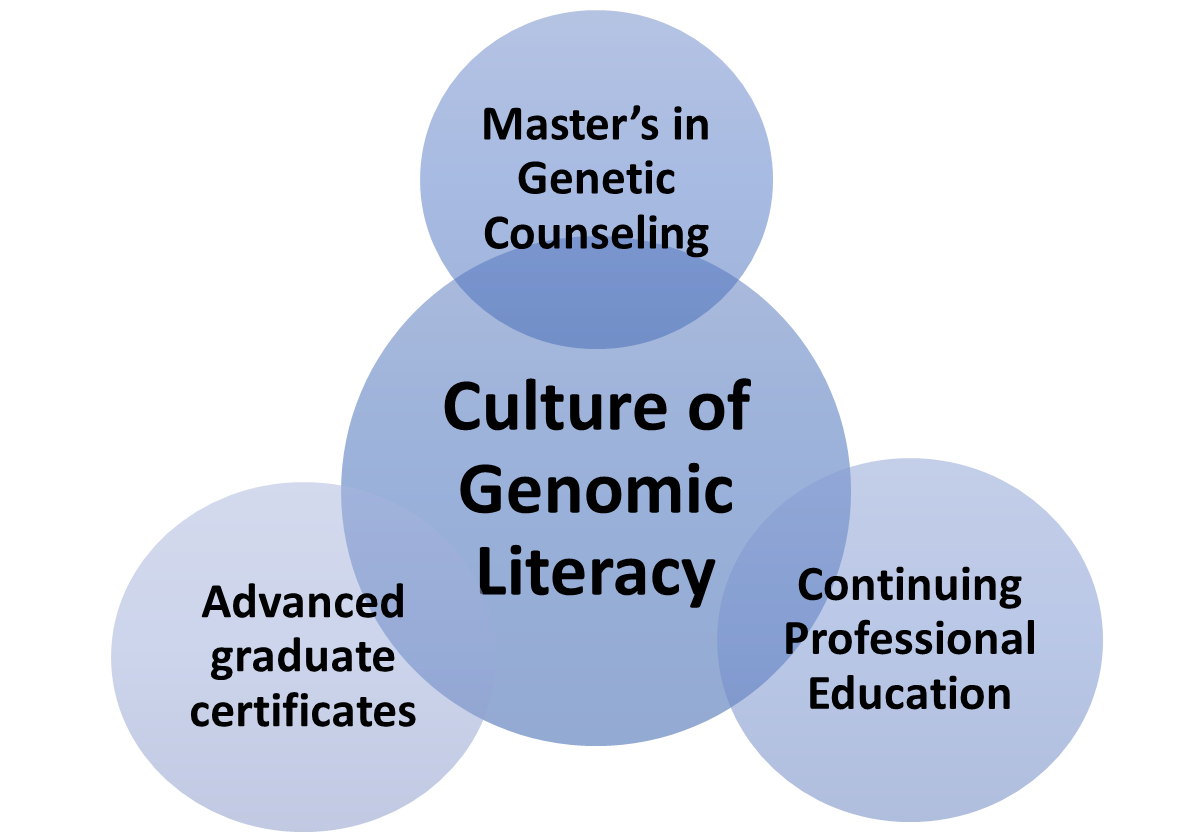 Master’s in
Genetic
Counseling
Culture of
Genomic
Literacy
Advanced
graduate
certificates
Continuing
Professional
Education